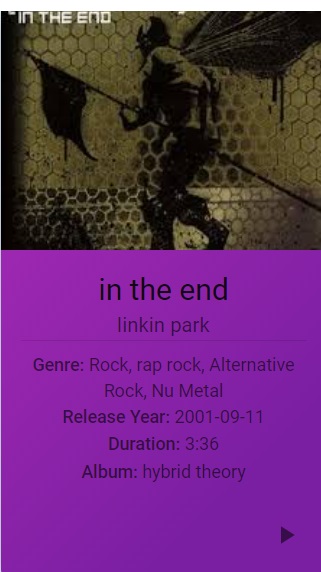 IN THE END
in the end
linkin park
Genre: Rock, rap rock, Alternative
Rock, Nu Metal
Release Year: 2001-09-11
Duration: 3:36
Album: hybrid theory